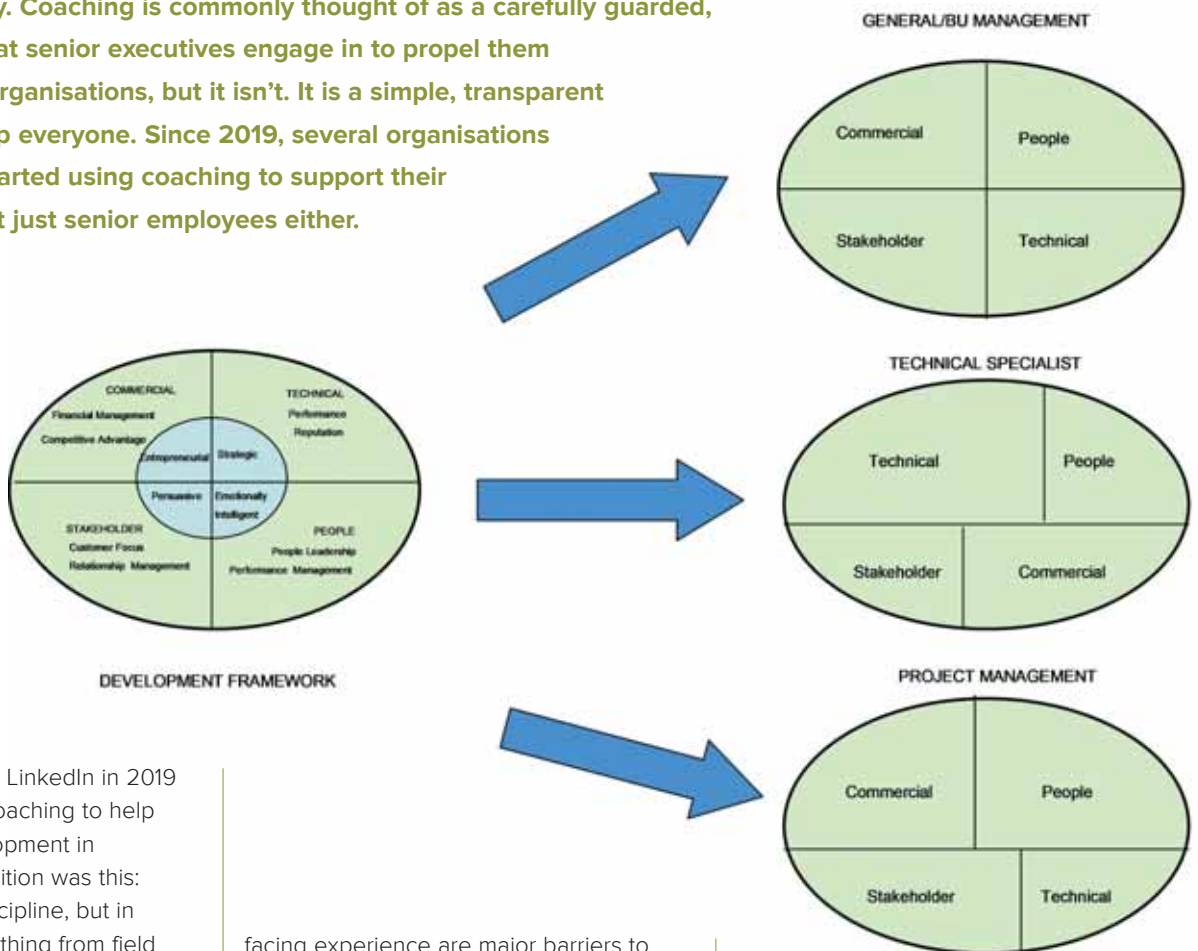 y. Coaching is commonly thought of as a carefully guarded,
at senior executives engage in to propel them
rganisations, but it isn't. It is a simple, transparent
p everyone. Since 2019, several organisations
arted using coaching to support their
t just senior employees either.
GENERAL/BU MANAGEMENT
Commercial
People
Stakeholder
Technical
COMMERCIAL
Financial Management
Competitive Advantage
TECHNICAL
Performance
Reputation
Entrepreneurial
Strategic
Persuasive
Emotionally
Intelligent
STAKEHOLDER
Customer Focus
Relationship Management
PEOPLE
People Leadership
Performance Management
DEVELOPMENT FRAMEWORK
TECHNICAL SPECIALIST
Technical
People
Stakeholder
Commercial
PROJECT MANAGEMENT
Commercial
People
Stakeholder
Technical
LinkedIn in 2019
oaching to help
opment in
ition was this:
cipline, but in
thing from field
facing experience are major barriers to